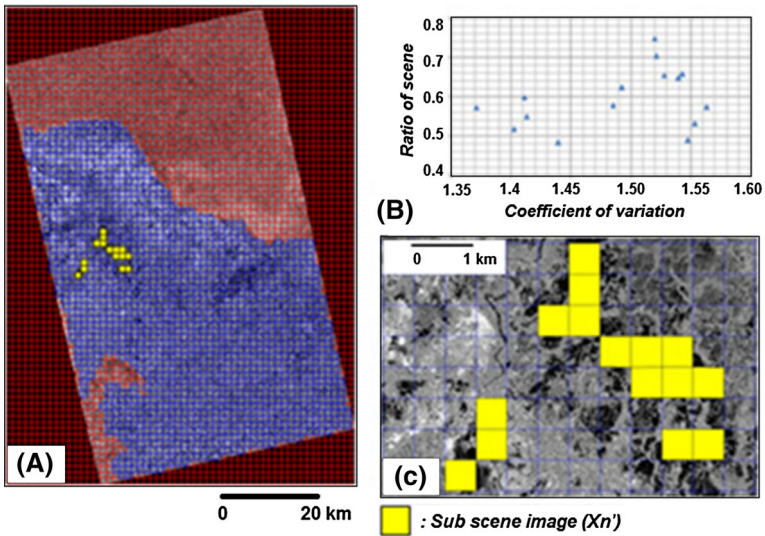 (A)
0 20 km
Ratio of scene
0.8
0.7
0.6
0.5
0.4
1.35 1.4 1.45 1.50 1.55 1.60
Coefficient of variation
(B)
0 1 km
(c)
: Sub scene image (Xn')